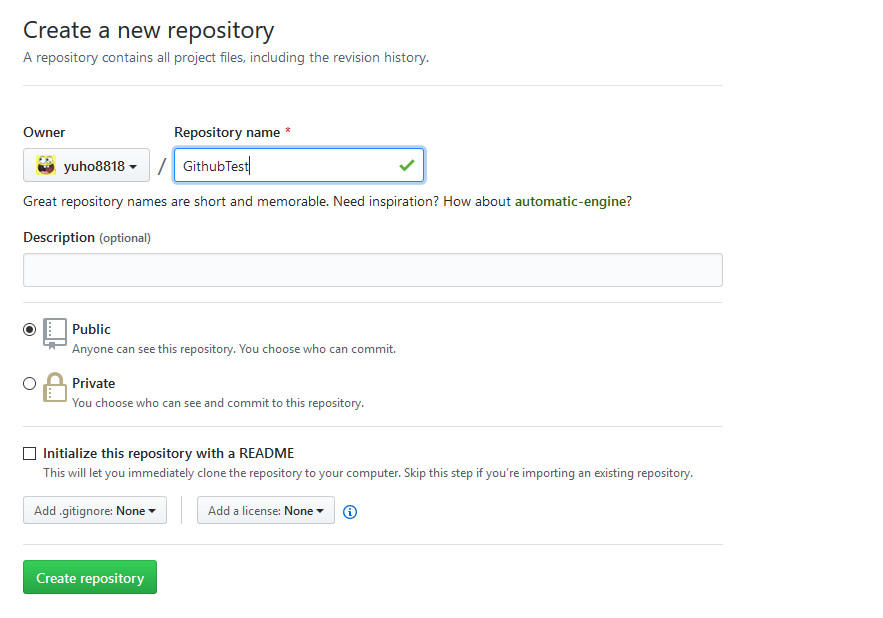 Create a new repository
A repository contains all project files, including the revision history.
Owner
Repository name *
yuho8818 / GithubTest
Great repository names are short and memorable. Need inspiration? How about automatic-engine?
Description (optional)
Public
Anyone can see this repository. You choose who can commit.
Private
You choose who can see and commit to this repository.
Initialize this repository with a README
This will let you immediately clone the repository to your computer. Skip this step if you're importing an existing repository.
Add .gitignore: None
Add a license: None
Create repository